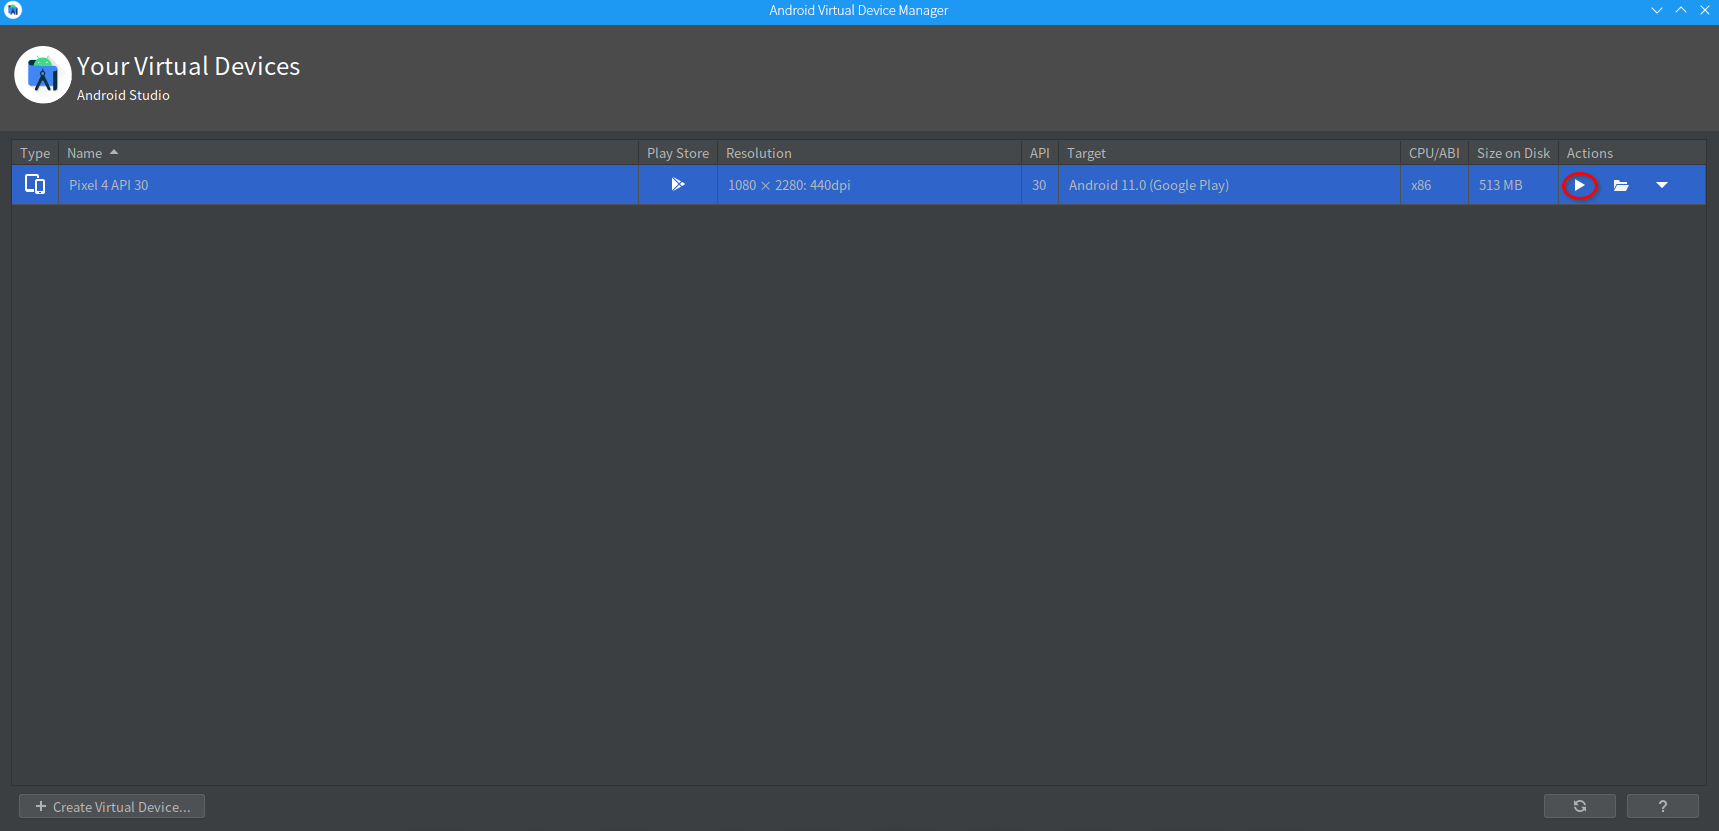 Android Virtual Device Manager
Your Virtual Devices
Android Studio
Type Name Play Store Resolution API Target CPU/ABI Size on Disk Actions
Pixel 4 API 30 1080 × 2280: 440dpi 30 Android 11.0 (Google Play) x86 513 MB
+ Create Virtual Device... ?